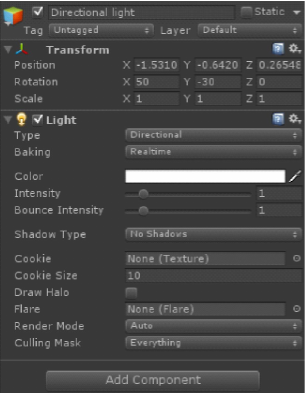 Directional light Static
Tag Untagged Layer Default
Transform
Position X -1.5310 Y -0.6420 Z 0.26548
Rotation X 50 Y -30 Z 0
Scale X 1 Y 1 Z 1
Light
Type Directional
Baking Realtime
Color
Intensity 1
Bounce Intensity 1
Shadow Type No Shadows
Cookie None (Texture)
Cookie Size 10
Draw Halo
Flare None (Flare)
Render Mode Auto
Culling Mask Everything
Add Component